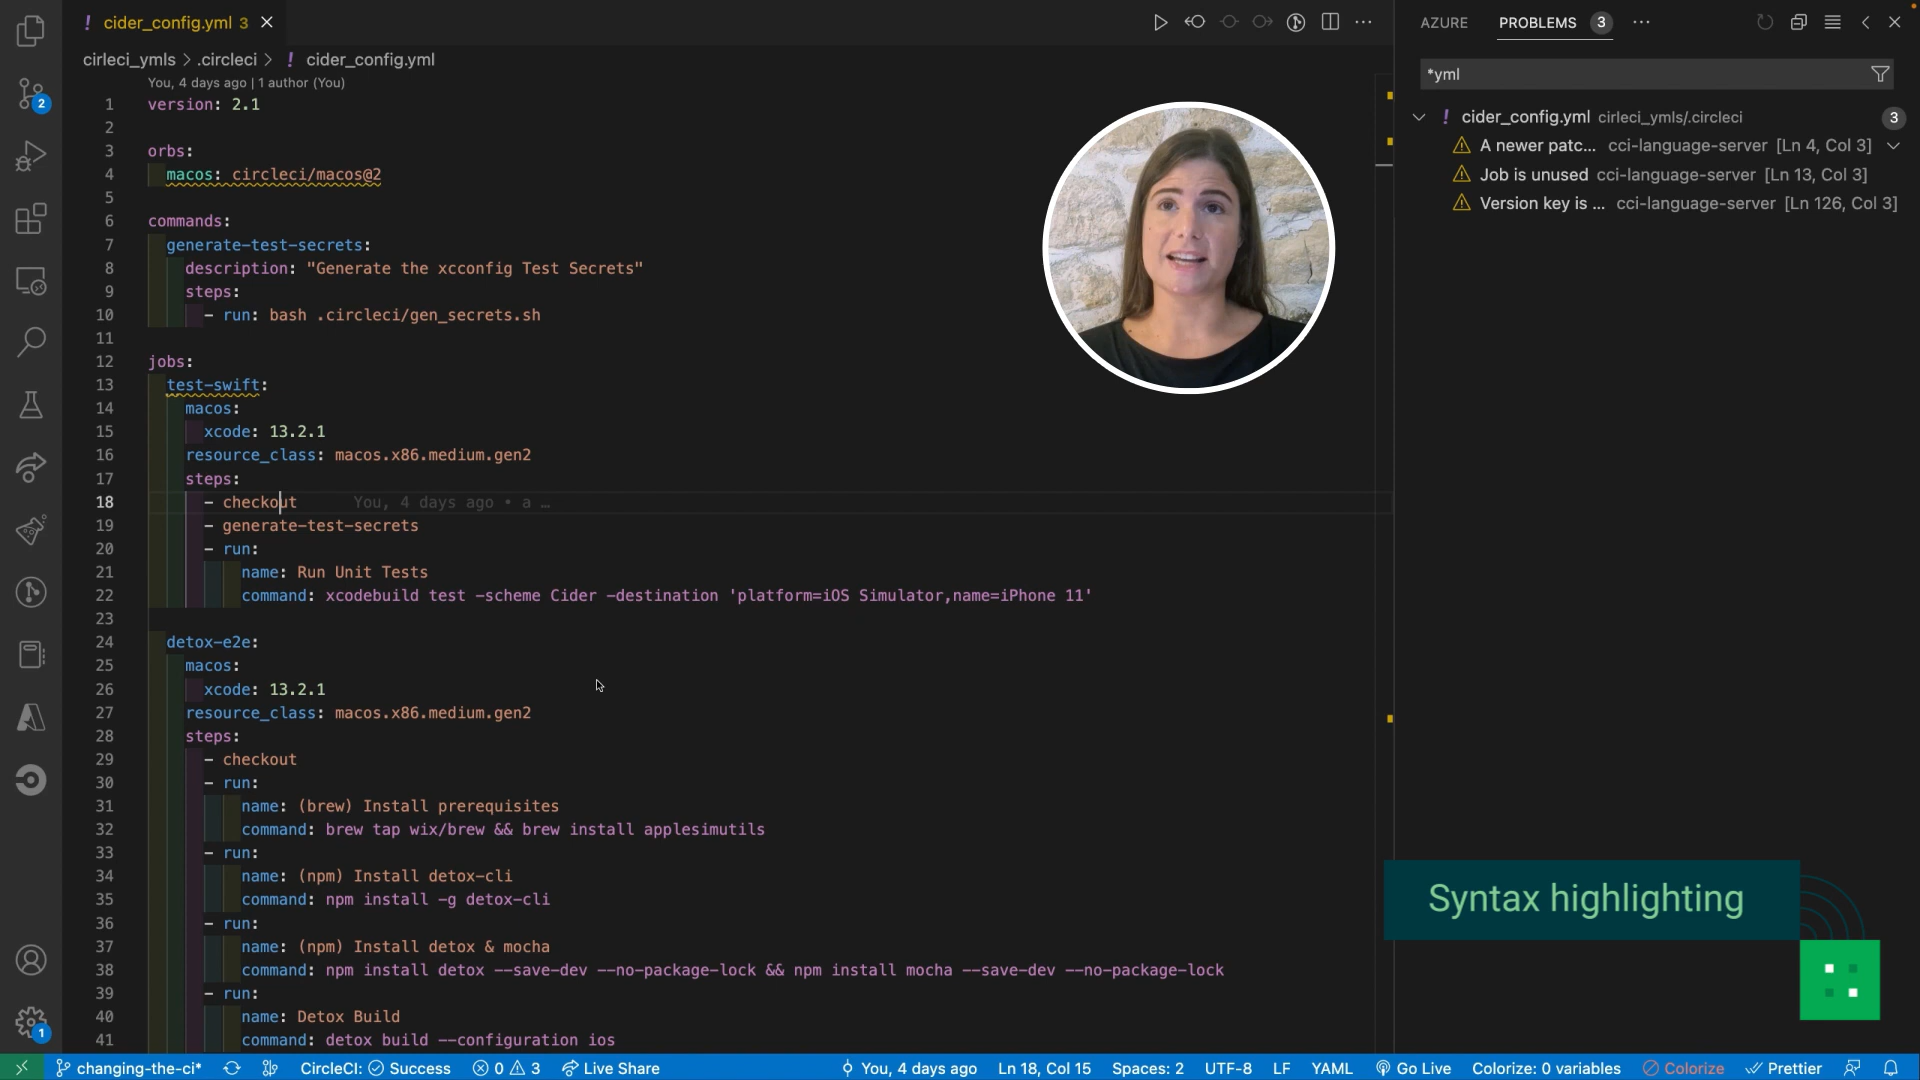 cider_config.yml 3
cirleci_ymls > .circleci > ! cider_config.yml
You, 4 days ago | 1 author (You)
1 version: 2.1
2
3 orbs:
4 macos: circleci/macos@2
5
6 commands:
7 generate-test-secrets:
8 description: "Generate the xcconfig Test Secrets"
9 steps:
10 - run: bash .circleci/gen_secrets.sh
11
12 jobs:
13 test-swift:
14 macos:
15 xcode: 13.2.1
16 resource_class: macos.x86.medium.gen2
17 steps:
18 - checkout You, 4 days ago • a …
19 - generate-test-secrets
20 - run:
21 name: Run Unit Tests
22 command: xcodebuild test -scheme Cider -destination 'platform=iOS Simulator,name=iPhone 11'
23
24 detox-e2e:
25 macos:
26 xcode: 13.2.1
27 resource_class: macos.x86.medium.gen2
28 steps:
29 - checkout
30 - run:
31 name: (brew) Install prerequisites
32 command: brew tap wix/brew && brew install applesimutils
33 - run:
34 name: (npm) Install detox-cli
35 command: npm install -g detox-cli
36 - run:
37 name: (npm) Install detox & mocha
38 command: npm install detox --save-dev --no-package-lock && npm install mocha --save-dev --no-package-lock
39 - run:
40 name: Detox Build
41 command: detox build --configuration ios
AZURE PROBLEMS 3
*yml
! cider_config.yml cirleci_ymls/.circleci 3
A newer patc... cci-language-server [Ln 4, Col 3]
Job is unused cci-language-server [Ln 13, Col 3]
Version key is ... cci-language-server [Ln 126, Col 3]
Syntax highlighting
2
1
changing-the-ci* CircleCI: Success 0 3 Live Share You, 4 days ago Ln 18, Col 15 Spaces: 2 UTF-8 LF YAML Go Live Colorize: 0 variables Colorize Prettier